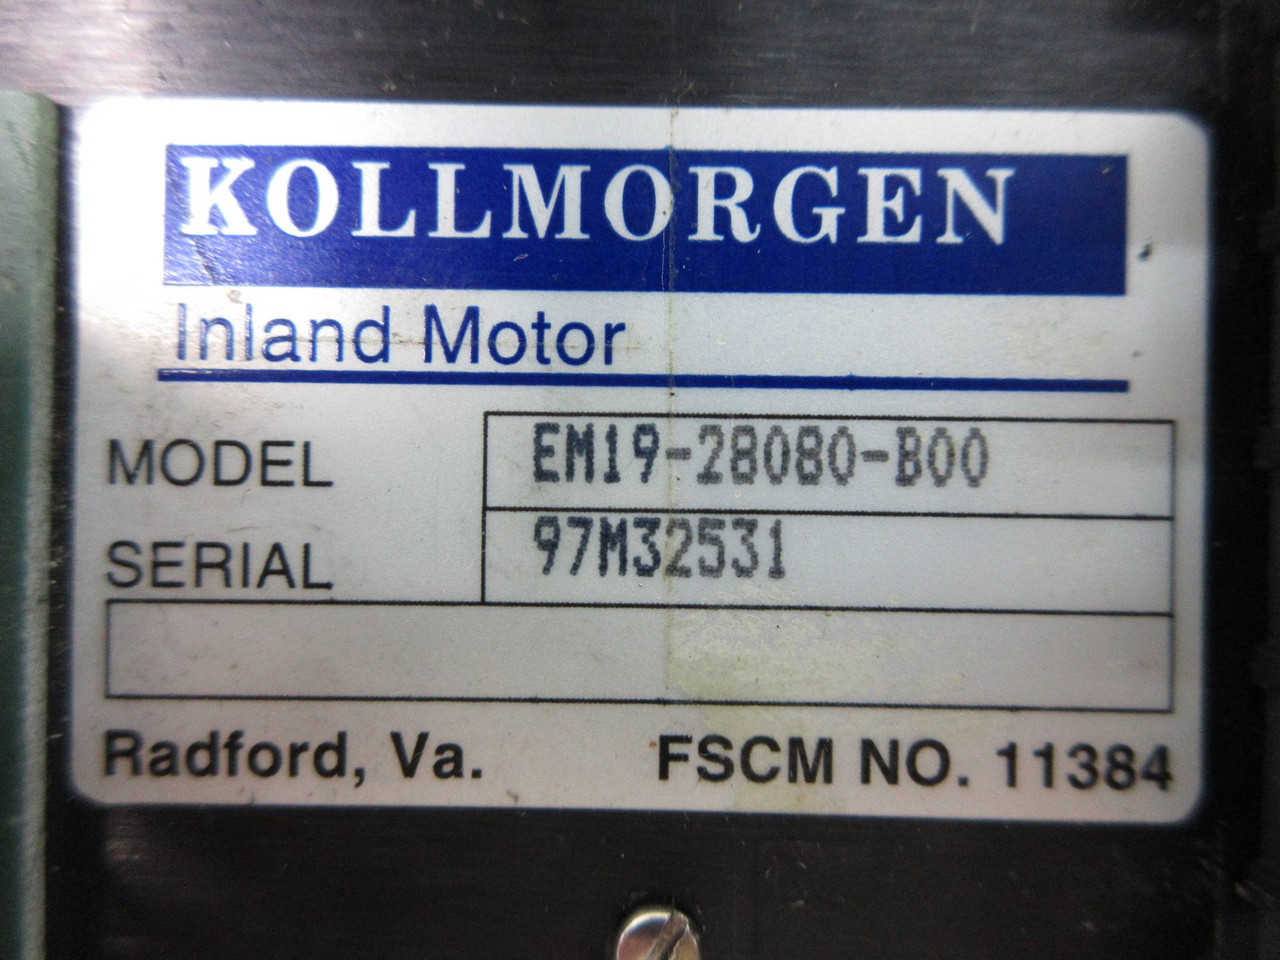 KOLLMORGEN
Inland Motor
MODEL EM19-28080-B00
SERIAL 97M32531
Radford, Va. FSCM NO. 11384